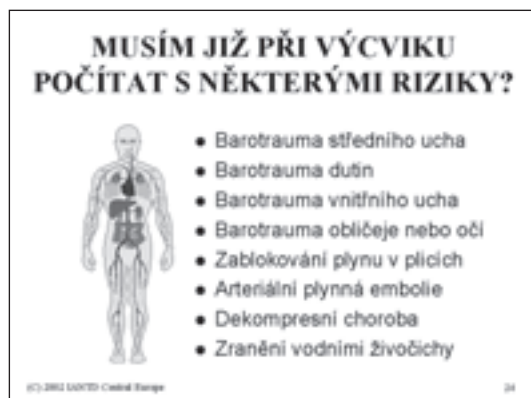 MUSÍM JIŽ PŘI VÝCVIKU
POČÍTAT S NĚKTERÝMI RIZIKY?
● Barotrauma středního ucha
● Barotrauma dutin
● Barotrauma vnitřního ucha
● Barotrauma obličeje nebo očí
● Zablokování plynu v plicích
● Arteriální plynná embolie
● Dekompresní choroba
● Zranění vodními živočichy
(C) 2002 IANTD Central Europe